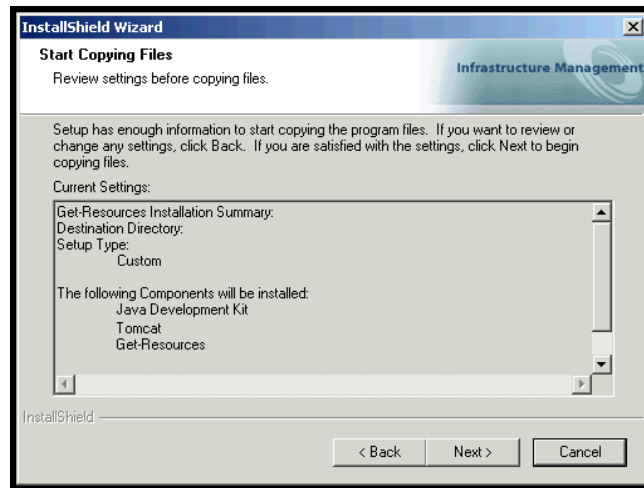 InstallShield Wizard
Start Copying Files
Review settings before copying files.
Infrastructure Management
Setup has enough information to start copying the program files. If you want to review or
change any settings, click Back. If you are satisfied with the settings, click Next to begin
copying files.
Current Settings:
Get-Resources Installation Summary:
Destination Directory:
Setup Type:
Custom
The following Components will be installed:
Java Development Kit
Tomcat
Get-Resources
InstallShield
< Back
Next >
Cancel